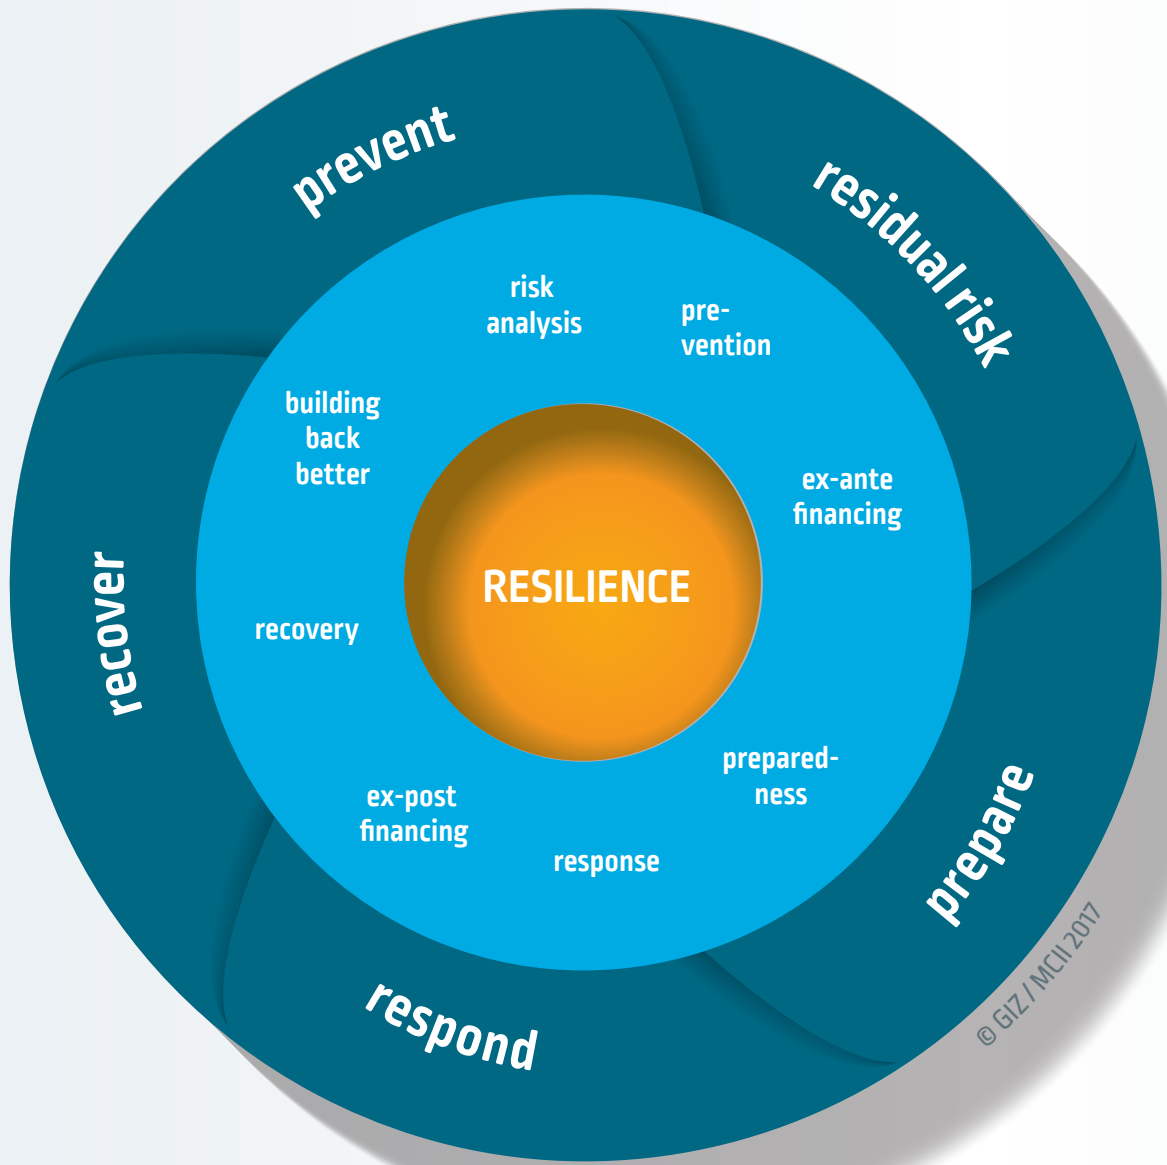 prevent
residual risk
prepare
respond
recover
risk
analysis
pre-
vention
ex-ante
financing
prepared-
ness
response
ex-post
financing
recovery
building
back
better
RESILIENCE
© GIZ / MCII 2017